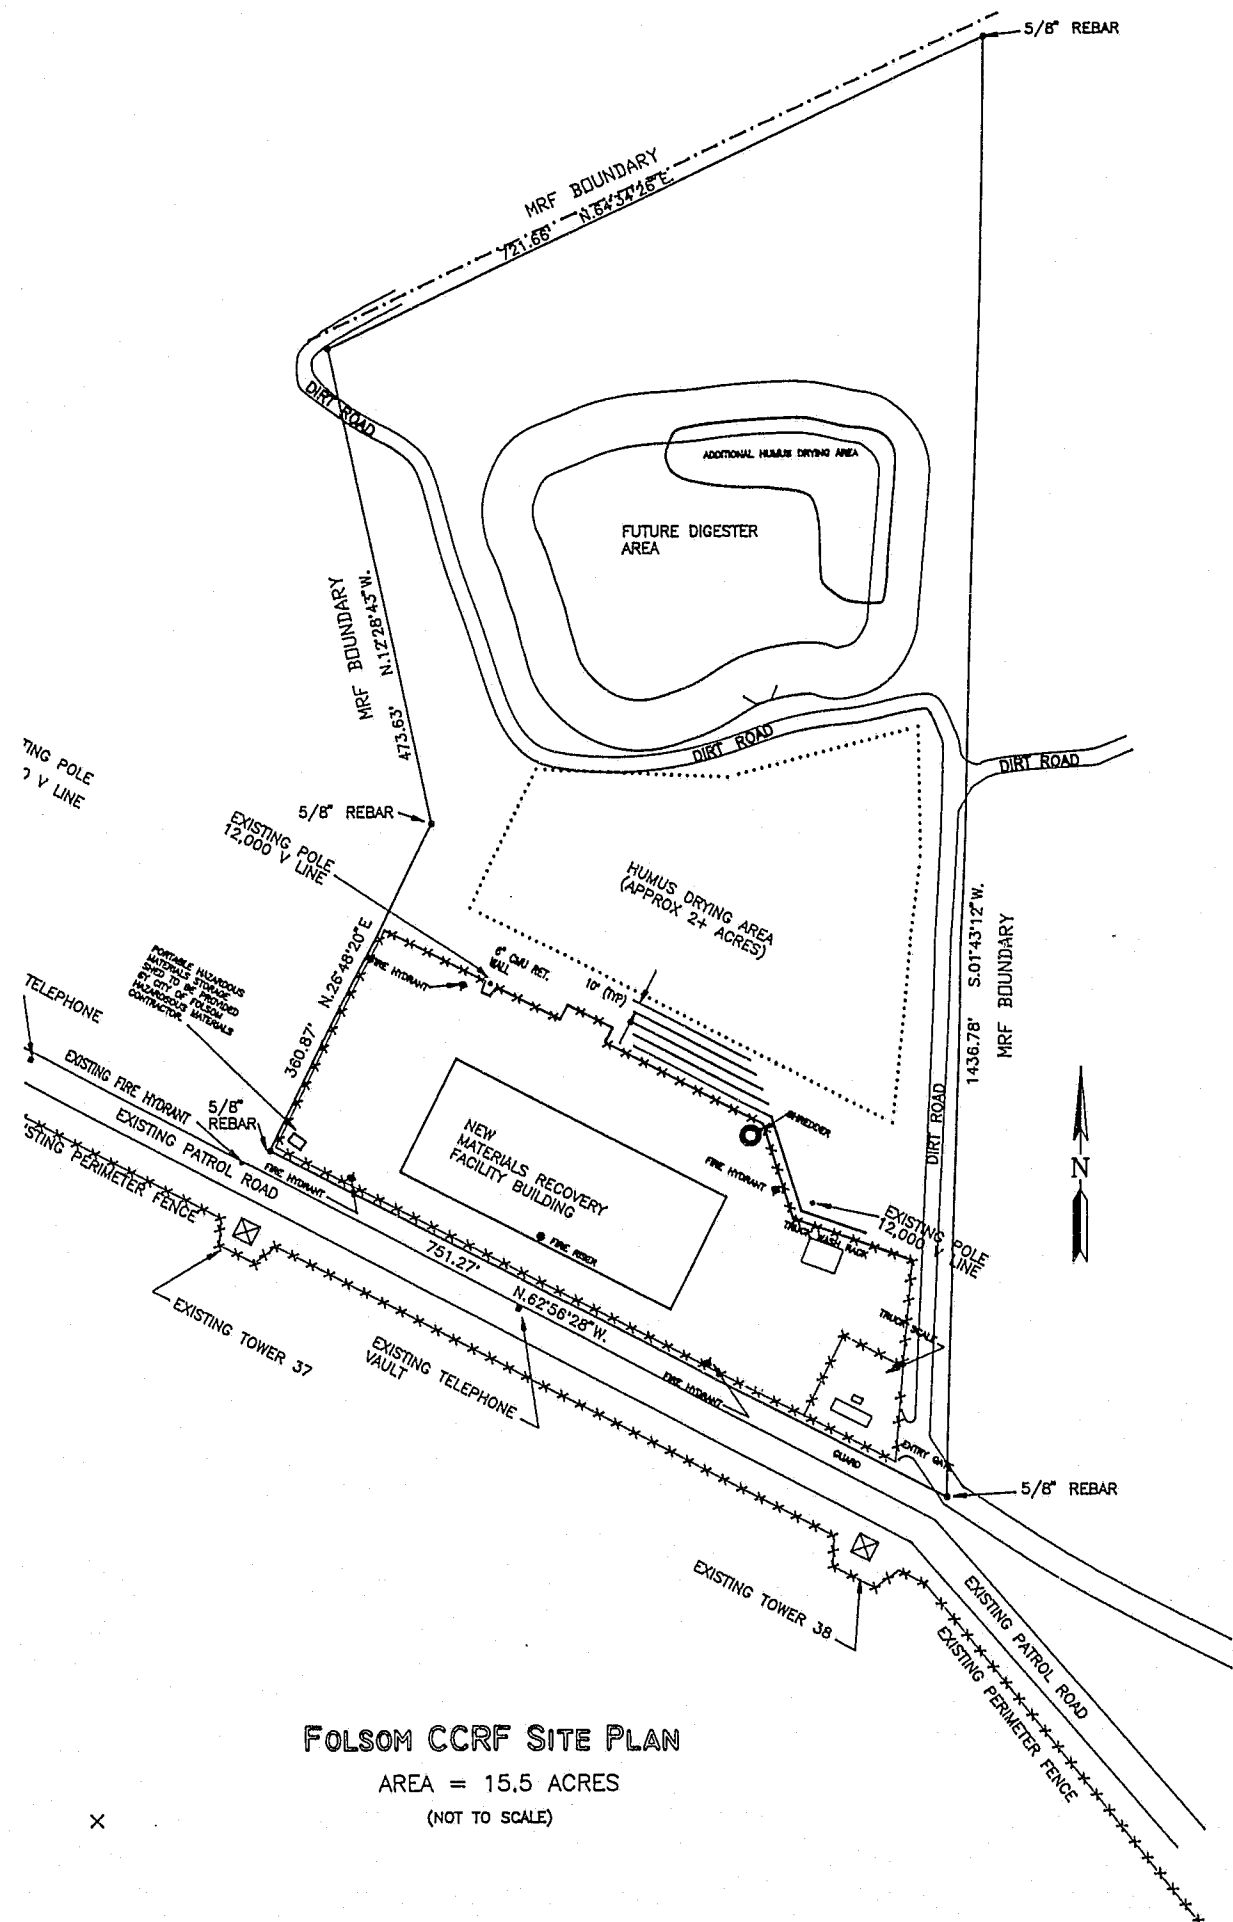 5/8" REBAR
MRF BOUNDARY
721.66' N.64°34'26"E.
DIRT ROAD
ADDITIONAL HUMUS DRYING AREA
FUTURE DIGESTER
AREA
MRF BOUNDARY
473.63' N.12°28'43"W.
DIRT ROAD
DIRT ROAD
TING POLE
V LINE
5/8" REBAR
EXISTING POLE
12,000 V LINE
HUMUS DRYING AREA
(APPROX 2+ ACRES)
1436.78' S.01°43'12"W.
MRF BOUNDARY
360.87' N.26°48'20"E
FIRE HYDRANT
6" CMU RET.
WALL
10' (TYP)
PORTABLE HAZARDOUS
MATERIALS STORAGE
SHED TO BE PROVIDED
BY CITY OF FOLSOM
HAZARDSOUS MATERIALS
CONTRACTOR.
TELEPHONE
EXISTING FIRE HYDRANT
5/8"
REBAR
EXISTING PATROL ROAD
STING PERIMETER FENCE
FIRE HYDRANT
NEW
MATERIALS RECOVERY
FACILITY BUILDING
SHREDDER
FIRE HYDRANT
DIRT ROAD
N
EXISTING POLE
12,000 V LINE
TRUCK WASH RACK
FIRE RISER
751.27' N.62°56'28"W.
EXISTING TOWER 37
EXISTING TELEPHONE
VAULT
TRUCK SCALE
FIRE HYDRANT
GUARD
ENTRY GATE
5/8" REBAR
EXISTING TOWER 38
EXISTING PATROL ROAD
EXISTING PERIMETER FENCE
FOLSOM CCRF SITE PLAN
AREA = 15.5 ACRES
(NOT TO SCALE)